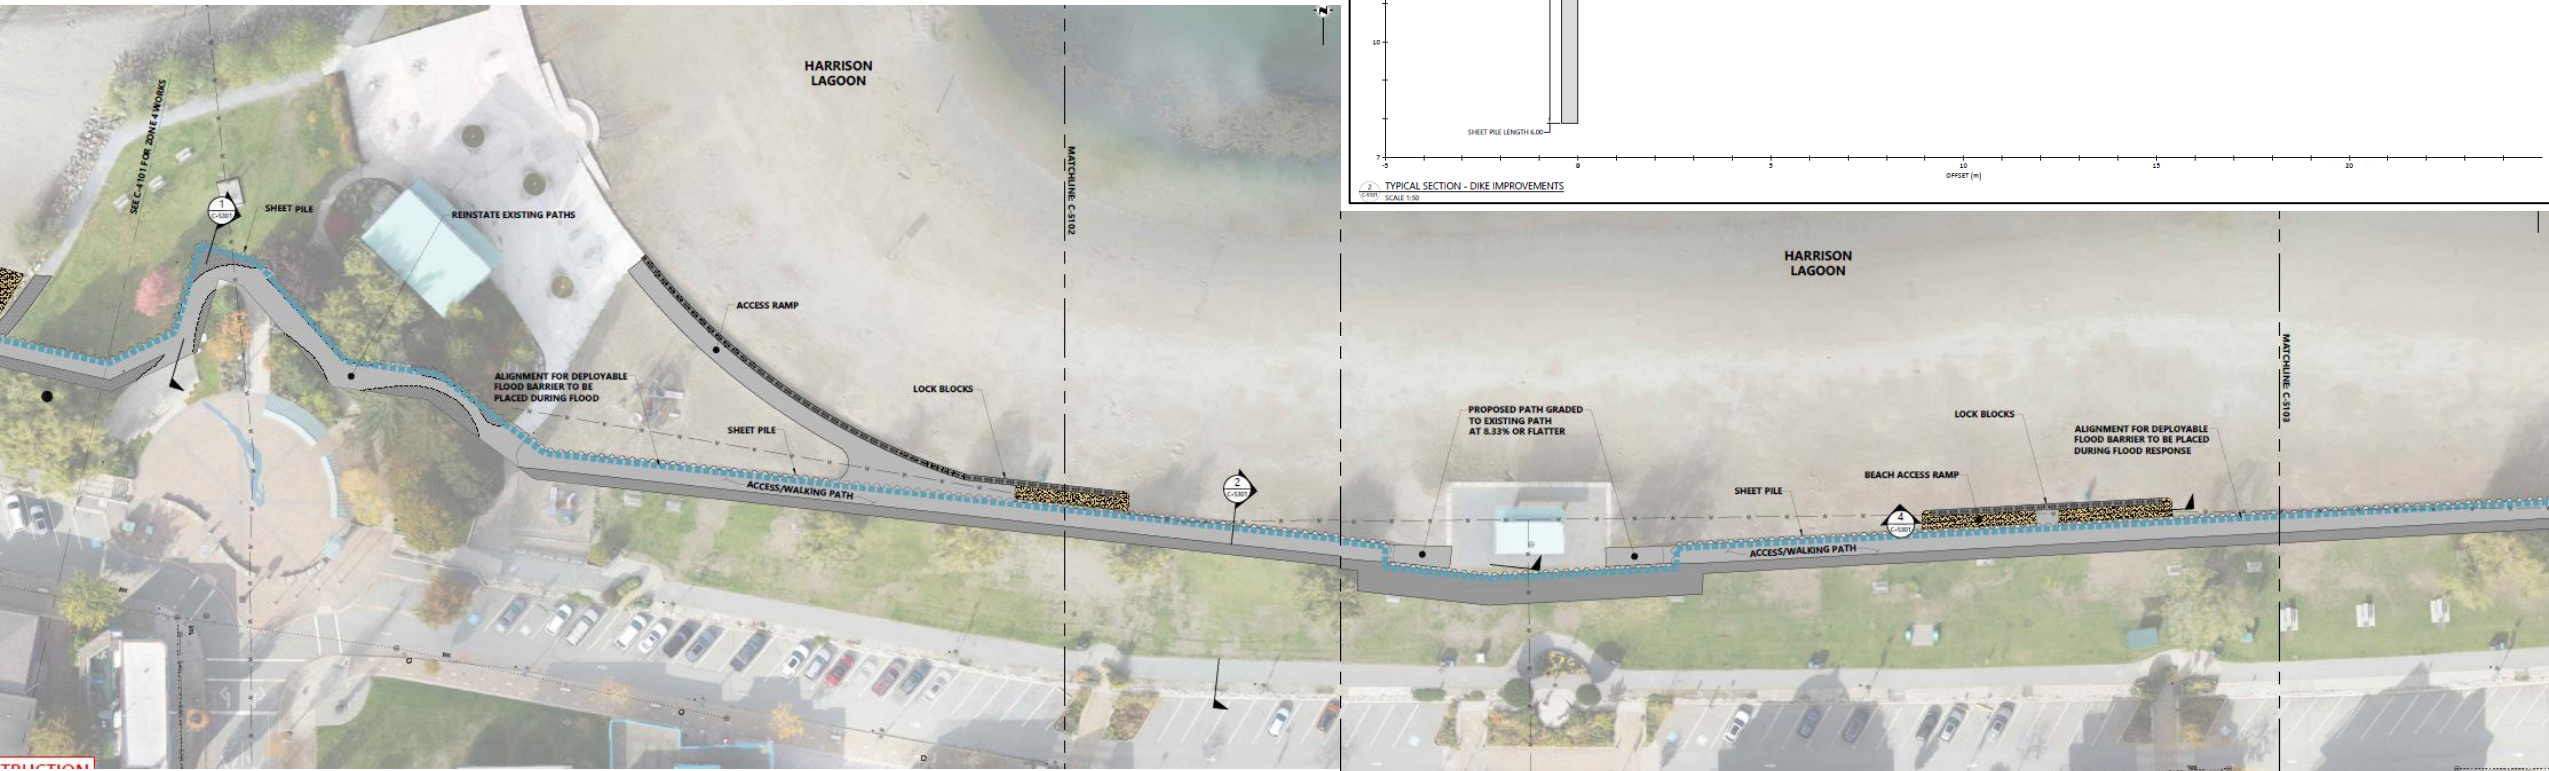 HARRISON
LAGOON
SEE C-4101 FOR ZONE 4 WORKS
1
C-5301
SHEET PILE
REINSTATE EXISTING PATHS
ACCESS RAMP
ALIGNMENT FOR DEPLOYABLE
FLOOD BARRIER TO BE
PLACED DURING FLOOD
SHEET PILE
LOCK BLOCKS
ACCESS/WALKING PATH
MATCHLINE: C-5102
2
C-5301
N
10
SHEET PILE LENGTH 6.00
7
-5
0
5
10
15
20
OFFSET (m)
2
C-5101
TYPICAL SECTION - DIKE IMPROVEMENTS
SCALE 1:50
HARRISON
LAGOON
PROPOSED PATH GRADED
TO EXISTING PATH
AT 8.33% OR FLATTER
SHEET PILE
BEACH ACCESS RAMP
LOCK BLOCKS
ALIGNMENT FOR DEPLOYABLE
FLOOD BARRIER TO BE PLACED
DURING FLOOD RESPONSE
4
C-5301
ACCESS/WALKING PATH
MATCHLINE: C-5103